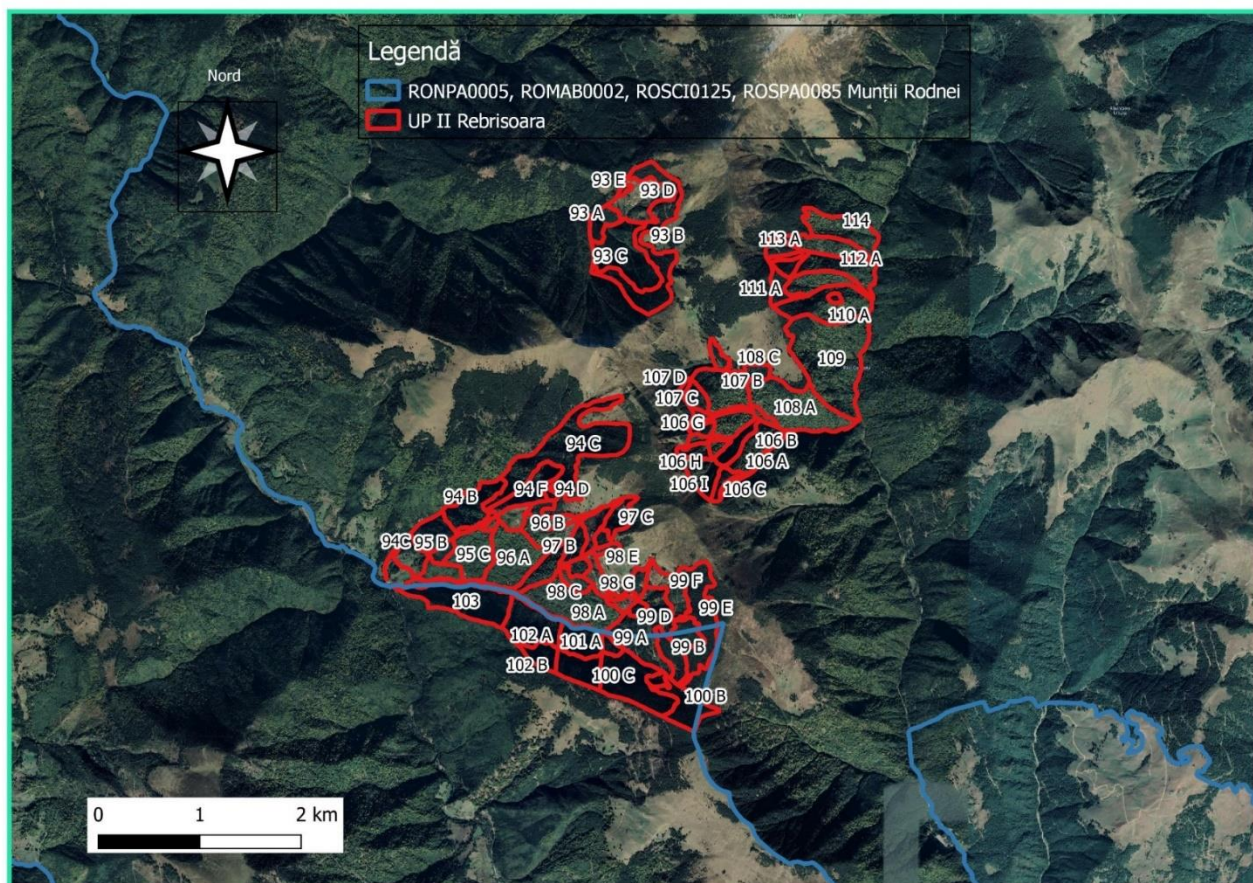 Legendă
Nord
RONPA0005, ROMAB0002, ROSCI0125, ROSPA0085 Munții Rodnei
UP II Rebrisoara
93 E
93 D
93 A
93 B
93 C
114
113 A
112 A
111 A
110 A
109
108 C
107 D
107 B
107 C
108 A
106 G
106 B
106 H
106 A
106 I
106 C
94 C
94 F
94 D
94 B
97 C
96 B
94C
95 B
95 C
96 A
97 B
98 E
98 G
99 F
98 C
103
98 A
99 D
99 E
102 A
101 A
99 A
99 B
102 B
100 C
100 B
0 1 2 km